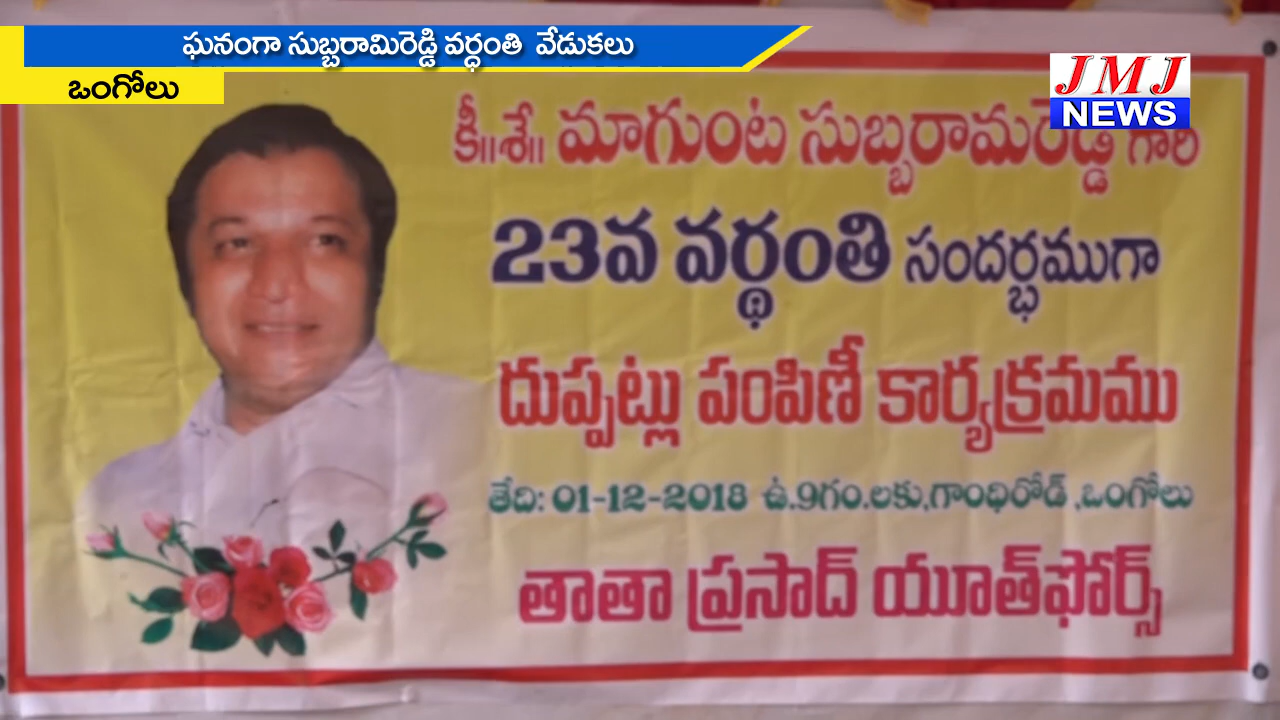 ఘనంగా సుబ్బరామిరెడ్డి వర్ధంతి వేడుకలు
ఒంగోలు
JMJ
NEWS
కీ॥శే॥ మాగుంట సుబ్బరామరెడ్డి గారి
23వ వర్థంతి సందర్భముగా
దుప్పట్లు పంపిణీ కార్యక్రమము
తేది: 01-12-2018 ఉ.9గం.లకు,గాంధిరోడ్ ,ఒంగోలు
తాతా ప్రసాద్ యూత్‌ఫోర్స్